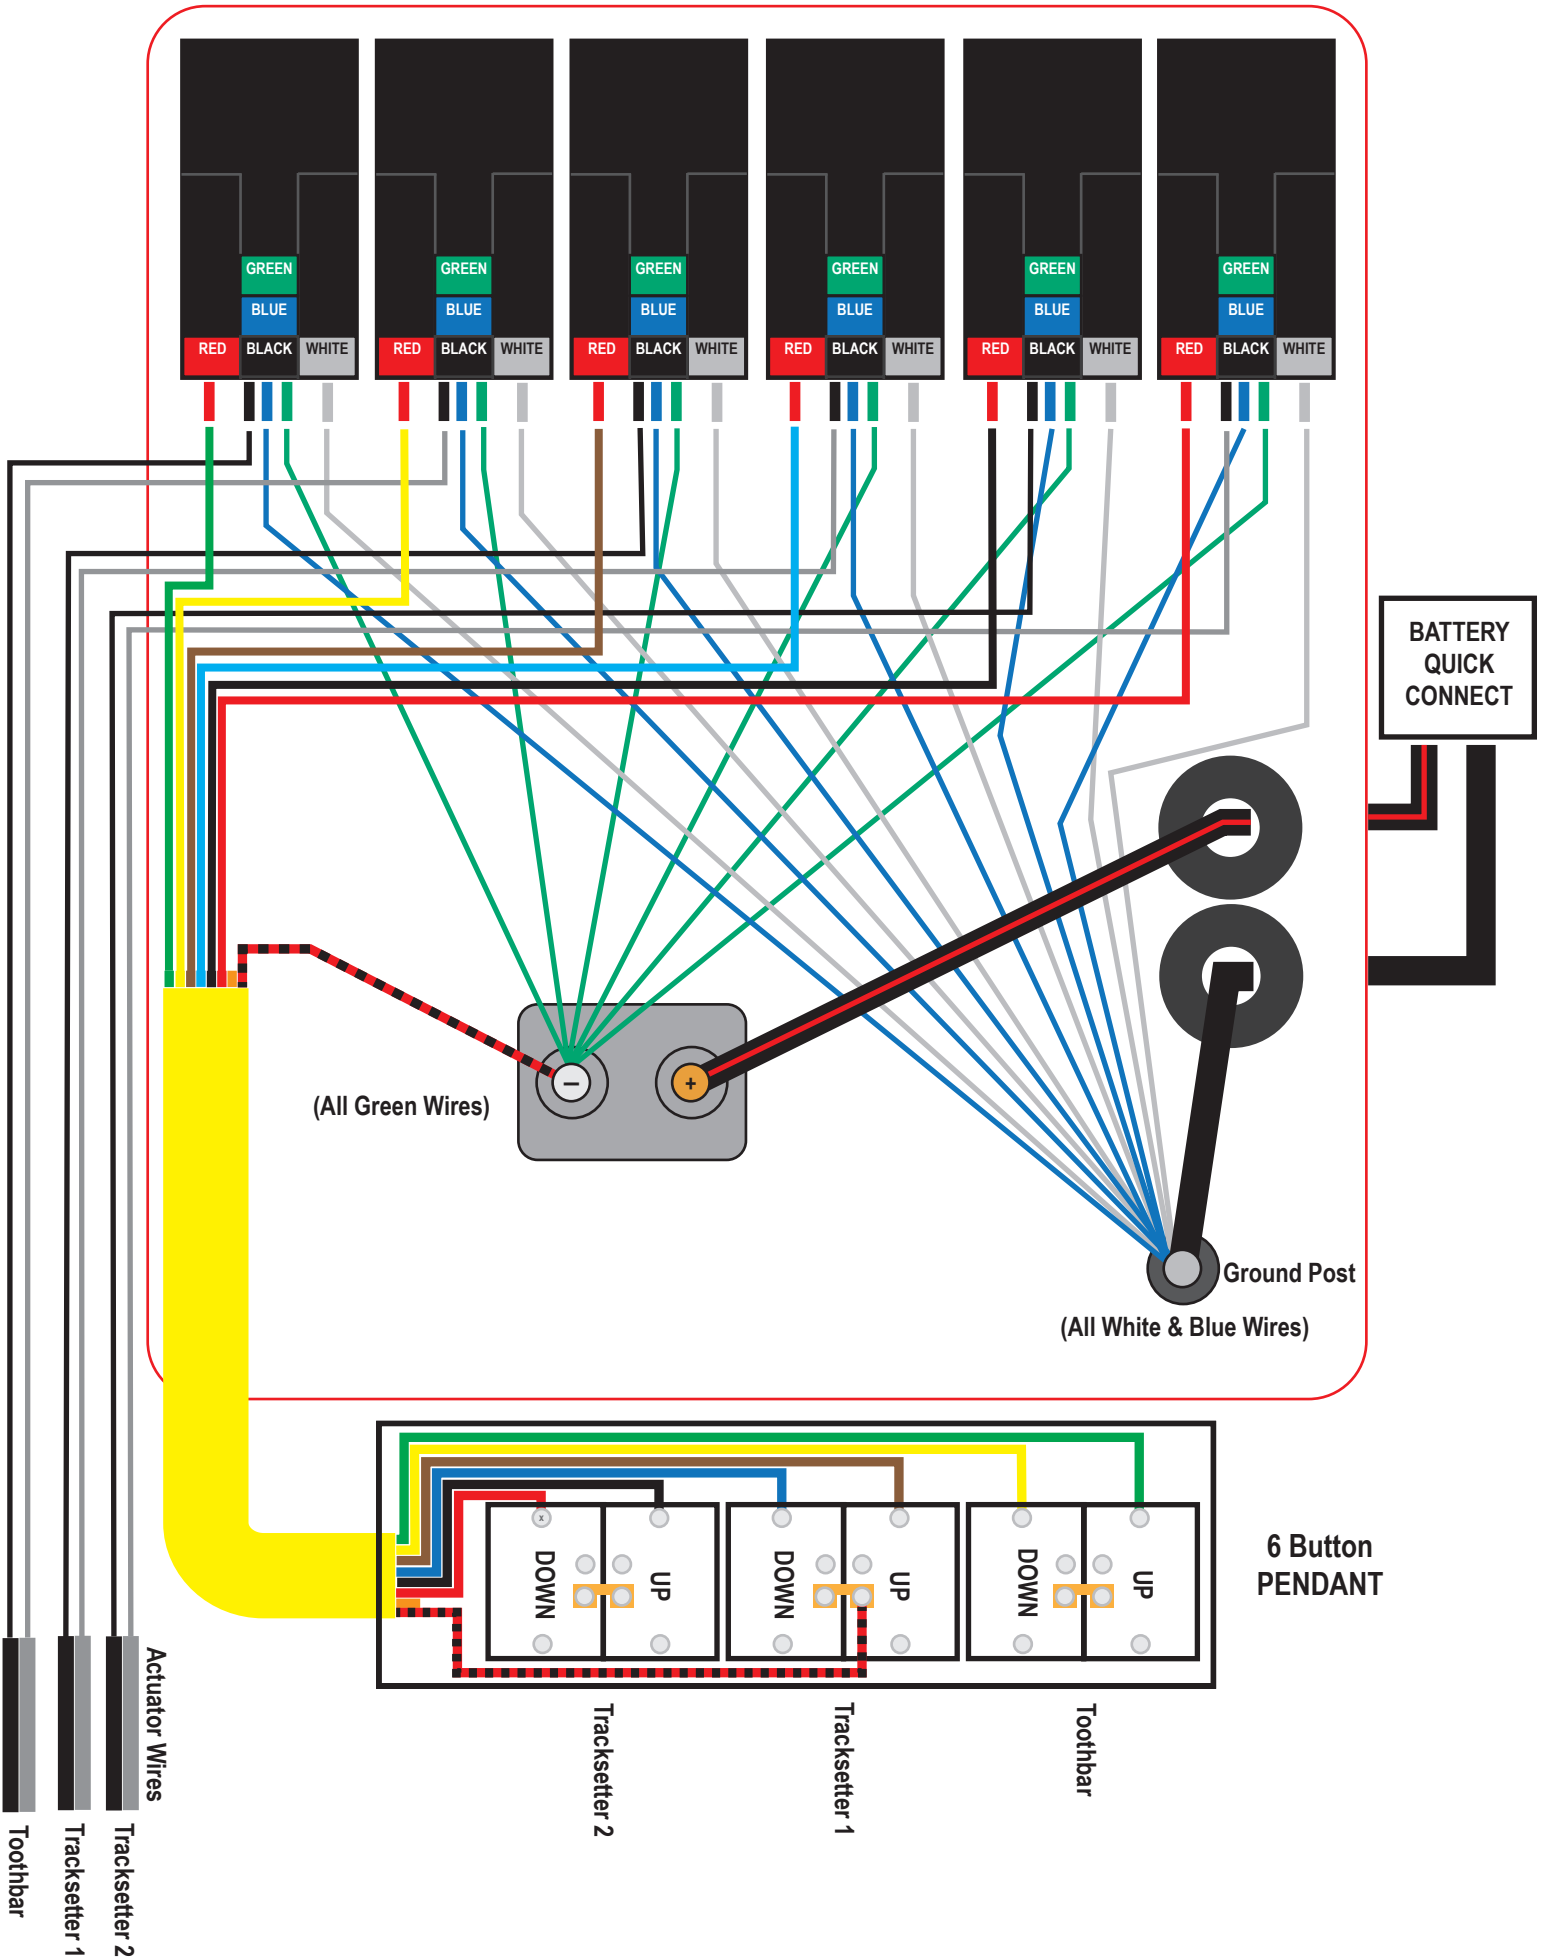 GREEN
GREEN
GREEN
GREEN
GREEN
GREEN
BLUE
BLUE
BLUE
BLUE
BLUE
BLUE
RED BLACK WHITE
RED BLACK WHITE
RED BLACK WHITE
RED BLACK WHITE
RED BLACK WHITE
RED BLACK WHITE
BATTERY
QUICK
CONNECT
(All Green Wires)
–
+
Ground Post
(All White & Blue Wires)
x
DOWN
UP
DOWN
UP
DOWN
UP
6 Button
PENDANT
Tracksetter 2
Tracksetter 1
Toothbar
Actuator Wires
Toothbar
Tracksetter 1
Tracksetter 2